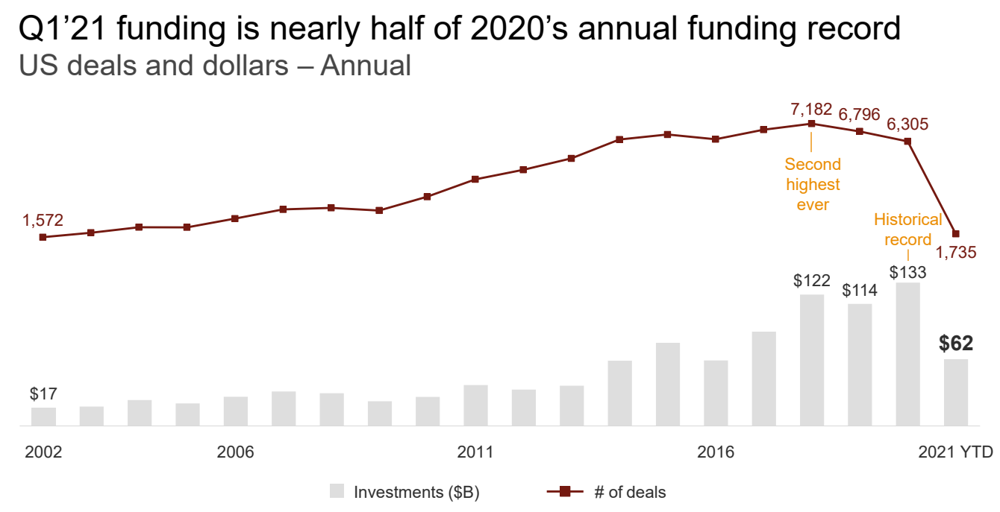 Q1’21 funding is nearly half of 2020’s annual funding record
US deals and dollars – Annual
7,182
6,796
6,305
Second
highest
ever
1,572
Historical
record
1,735
$133
$122
$114
$62
$17
2002
2006
2011
2016
2021 YTD
Investments ($B)
# of deals